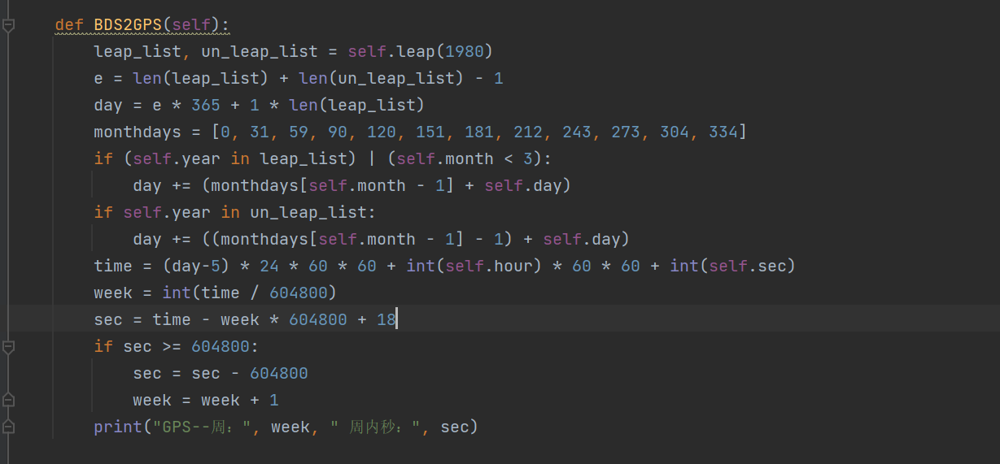 def BDS2GPS(self):
    leap_list, un_leap_list = self.leap(1980)
    e = len(leap_list) + len(un_leap_list) - 1
    day = e * 365 + 1 * len(leap_list)
    monthdays = [0, 31, 59, 90, 120, 151, 181, 212, 243, 273, 304, 334]
    if (self.year in leap_list) | (self.month < 3):
        day += (monthdays[self.month - 1] + self.day)
    if self.year in un_leap_list:
        day += ((monthdays[self.month - 1] - 1) + self.day)
    time = (day-5) * 24 * 60 * 60 + int(self.hour) * 60 * 60 + int(self.sec)
    week = int(time / 604800)
    sec = time - week * 604800 + 18
    if sec >= 604800:
        sec = sec - 604800
        week = week + 1
    print("GPS--周：", week, " 周内秒：", sec)